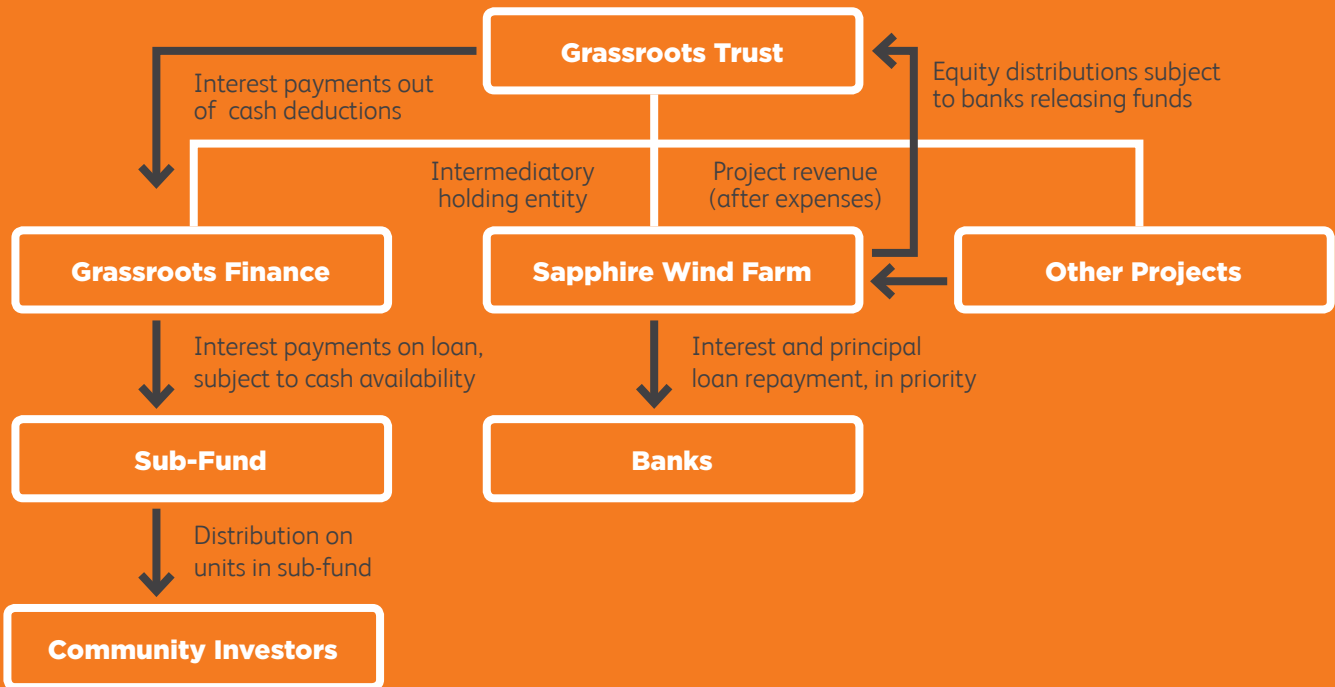 Grassroots Trust
Interest payments out
of cash deductions
Equity distributions subject
to banks releasing funds
Intermediatory
holding entity
Project revenue
(after expenses)
Grassroots Finance
Sapphire Wind Farm
Other Projects
Interest payments on loan,
subject to cash availability
Interest and principal
loan repayment, in priority
Sub-Fund
Banks
Distribution on
units in sub-fund
Community Investors